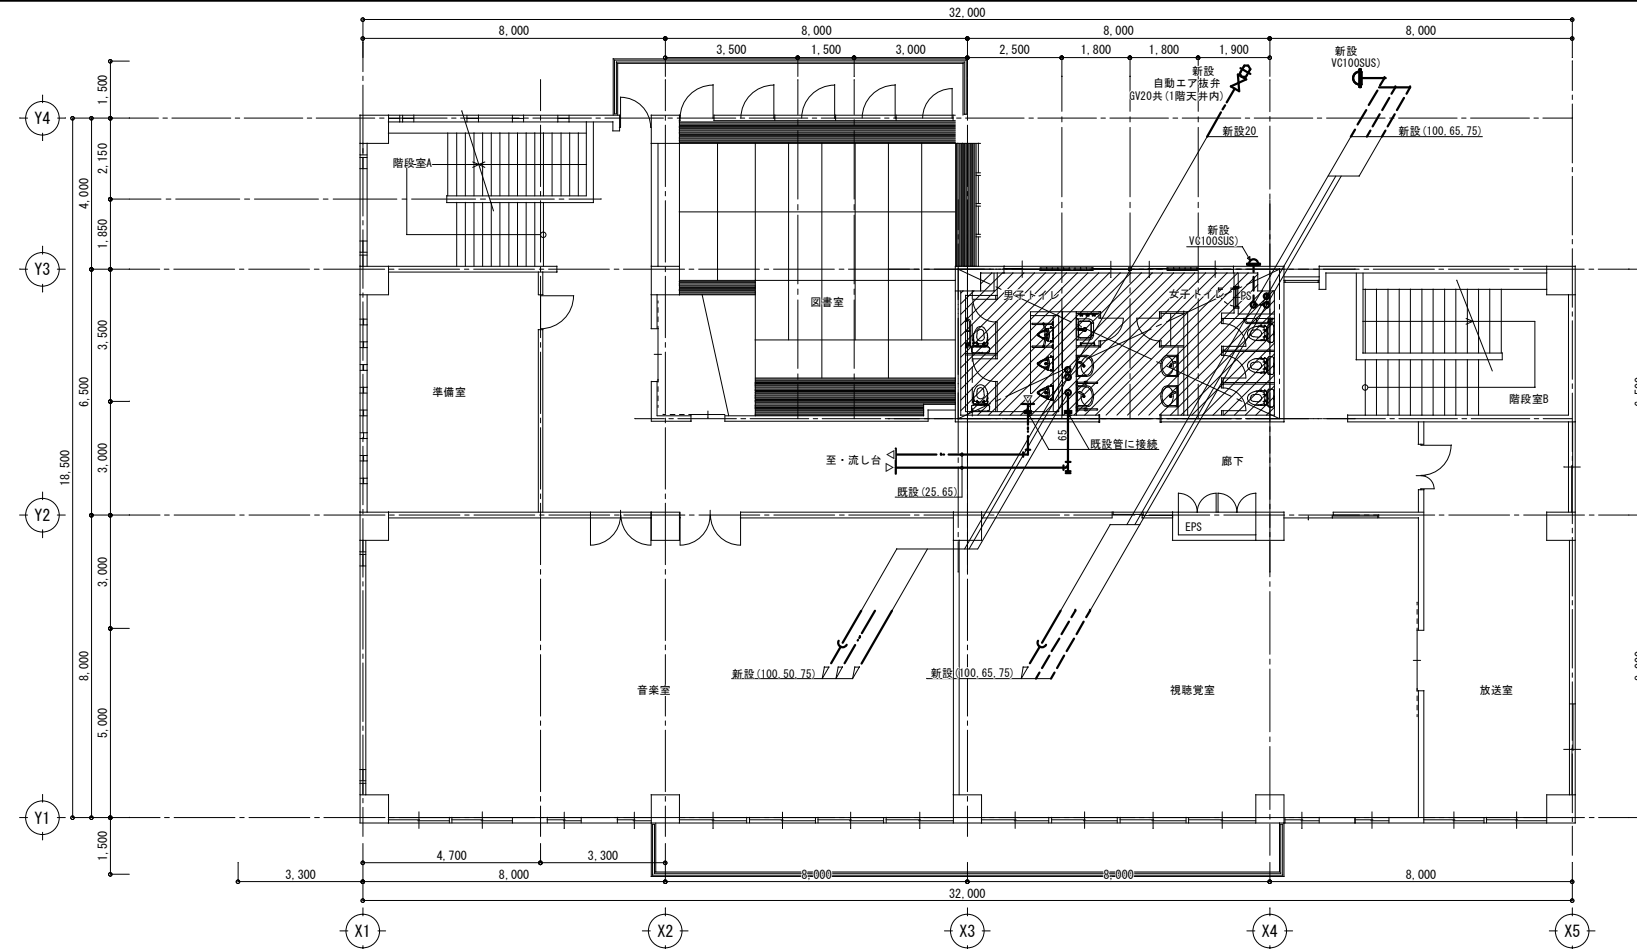 32,000
8,000 8,000 8,000 8,000
3,500 1,500 3,000 2,500 1,800 1,800 1,900
新設
VC100SUS)
新設
自動エア抜弁
GV20共(1階天井内)
新設20
新設(100,65,75)
Y4
1,500
2,150
4,000
1,850
階段室A
新設
VC100SUS)
Y3
図書室
男子トイレ
女子トイレ
PS
3,500
6,500
18,500
3,000
準備室
階段室B
65
既設管に接続
至・流し台
廊下
既設(25,65)
Y2
EPS
3,000
8,000
5,000
新設(100,50,75)
新設(100,65,75)
音楽室
視聴覚室
放送室
Y1
1,500
4,700 3,300
3,300 8,000 8,000 8,000 8,000
32,000
X1 X2 X3 X4 X5